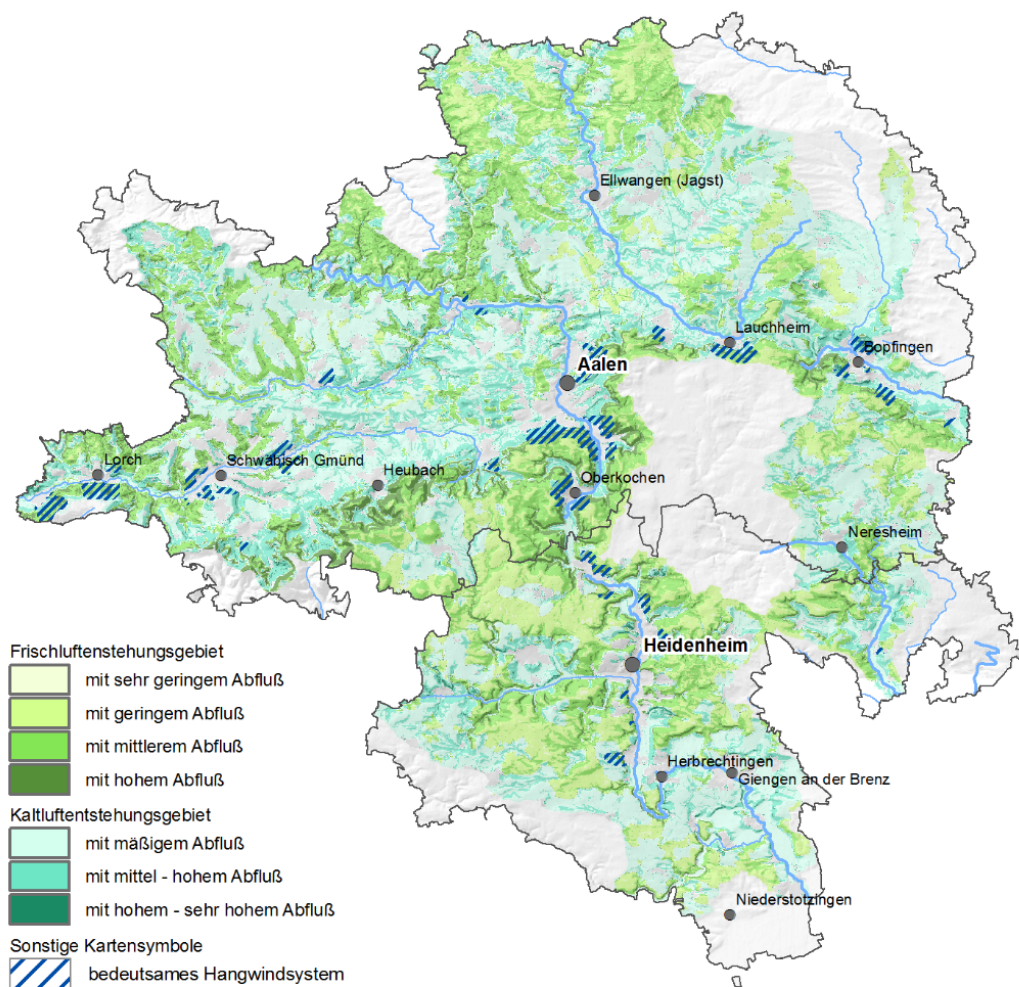 Ellwangen (Jagst)
Lauchheim
Bopfingen
Aalen
Lorch
Schwäbisch Gmünd
Heubach
Oberkochen
Neresheim
Heidenheim
Herbrechtingen
Giengen an der Brenz
Niederstotzingen
Frischluftenstehungsgebiet
mit sehr geringem Abfluß
mit geringem Abfluß
mit mittlerem Abfluß
mit hohem Abfluß
Kaltluftentstehungsgebiet
mit mäßigem Abfluß
mit mittel - hohem Abfluß
mit hohem - sehr hohem Abfluß
Sonstige Kartensymbole
bedeutsames Hangwindsystem